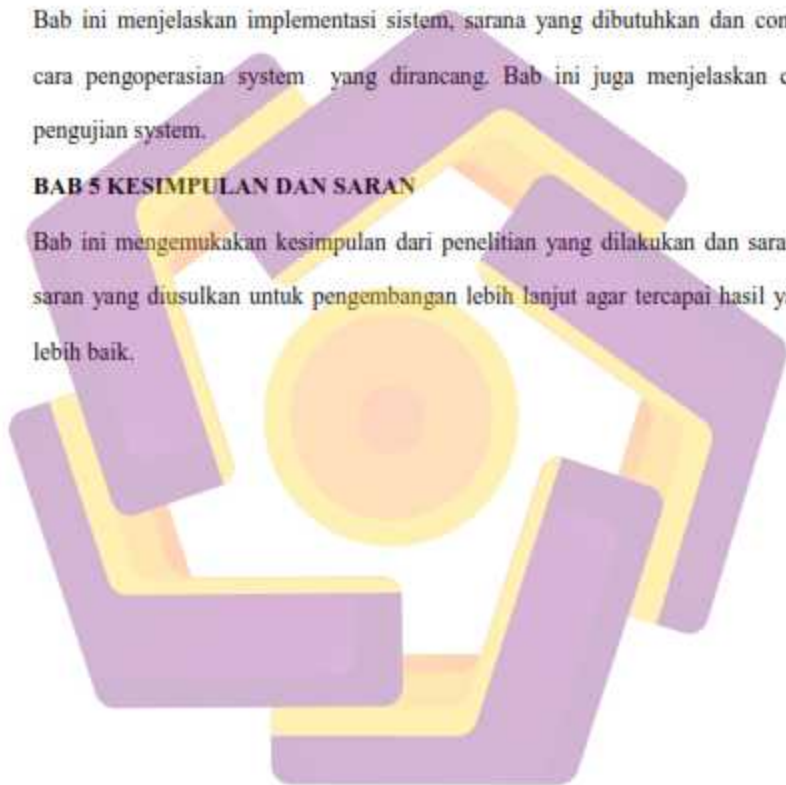 Bab ini menjelaskan implementasi sistem, sarana yang dibutuhkan dan
cara pengoperasian system yang dirancang. Bab ini juga menjelaskan
pengujian system.
BAB 5 KESIMPULAN DAN SARAN
Bab ini mengemukakan kesimpulan dari penelitian yang dilakukan dan
saran yang diusulkan untuk pengembangan lebih lanjut agar tercapai hasil
lebih baik.